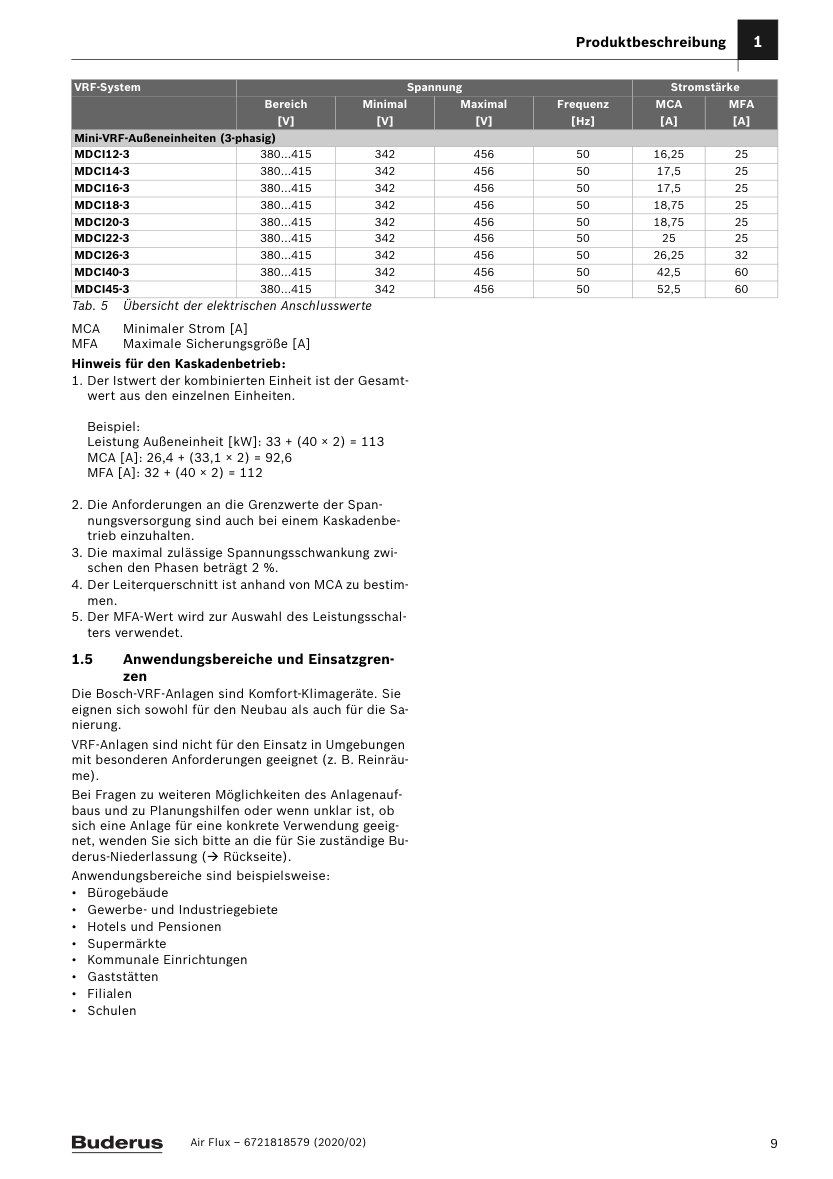 Produktbeschreibung 1
VRF-System Spannung Stromstärke
Bereich Minimal Maximal Frequenz MCA MFA
[V] [V] [V] [Hz] [A] [A]
Mini-VRF-Außeneinheiten (3-phasig)
MDCI12-3 380...415 342 456 50 16,25 25
MDCI14-3 380...415 342 456 50 17,5 25
MDCI16-3 380...415 342 456 50 17,5 25
MDCI18-3 380...415 342 456 50 18,75 25
MDCI20-3 380...415 342 456 50 18,75 25
MDCI22-3 380...415 342 456 50 25 25
MDCI26-3 380...415 342 456 50 26,25 32
MDCI40-3 380...415 342 456 50 42,5 60
MDCI45-3 380...415 342 456 50 52,5 60
Tab. 5 Übersicht der elektrischen Anschlusswerte
MCA Minimaler Strom [A]
MFA Maximale Sicherungsgröße [A]
Hinweis für den Kaskadenbetrieb:
1. Der Istwert der kombinierten Einheit ist der Gesamt-
wert aus den einzelnen Einheiten.
Beispiel:
Leistung Außeneinheit [kW]: 33 + (40 × 2) = 113
MCA [A]: 26,4 + (33,1 × 2) = 92,6
MFA [A]: 32 + (40 × 2) = 112
2. Die Anforderungen an die Grenzwerte der Span-
nungsversorgung sind auch bei einem Kaskadenbe-
trieb einzuhalten.
3. Die maximal zulässige Spannungsschwankung zwi-
schen den Phasen beträgt 2 %.
4. Der Leiterquerschnitt ist anhand von MCA zu bestim-
men.
5. Der MFA-Wert wird zur Auswahl des Leistungsschal-
ters verwendet.
1.5 Anwendungsbereiche und Einsatzgren-
zen
Die Bosch-VRF-Anlagen sind Komfort-Klimageräte. Sie
eignen sich sowohl für den Neubau als auch für die Sa-
nierung.
VRF-Anlagen sind nicht für den Einsatz in Umgebungen
mit besonderen Anforderungen geeignet (z. B. Reinräu-
me).
Bei Fragen zu weiteren Möglichkeiten des Anlagenauf-
baus und zu Planungshilfen oder wenn unklar ist, ob
sich eine Anlage für eine konkrete Verwendung geeig-
net, wenden Sie sich bitte an die für Sie zuständige Bu-
derus-Niederlassung (→ Rückseite).
Anwendungsbereiche sind beispielsweise:
• Bürogebäude
• Gewerbe- und Industriegebiete
• Hotels und Pensionen
• Supermärkte
• Kommunale Einrichtungen
• Gaststätten
• Filialen
• Schulen
Buderus Air Flux – 6721818579 (2020/02) 9